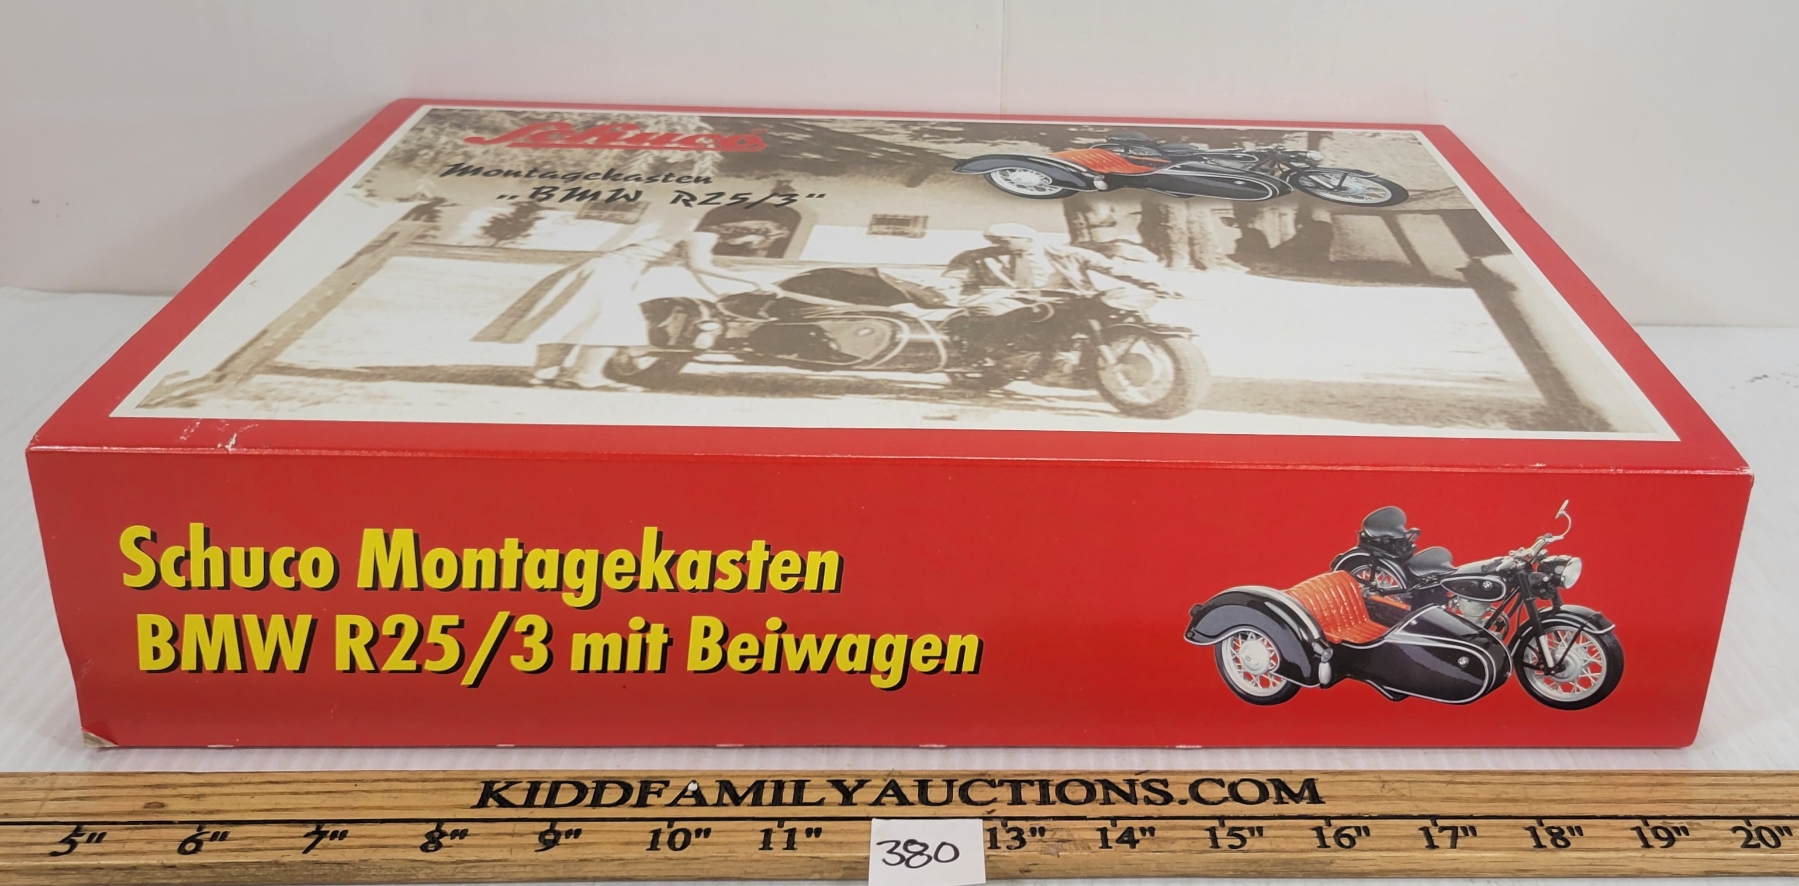 Schuco
Montagekasten
"BMW R25/3"
Schuco Montagekasten
BMW R25/3 mit Beiwagen
KIDDFAMILYAUCTIONS.COM
5" 6" 7" 8" 9" 10" 11" 13" 14" 15" 16" 17" 18" 19" 20"
380